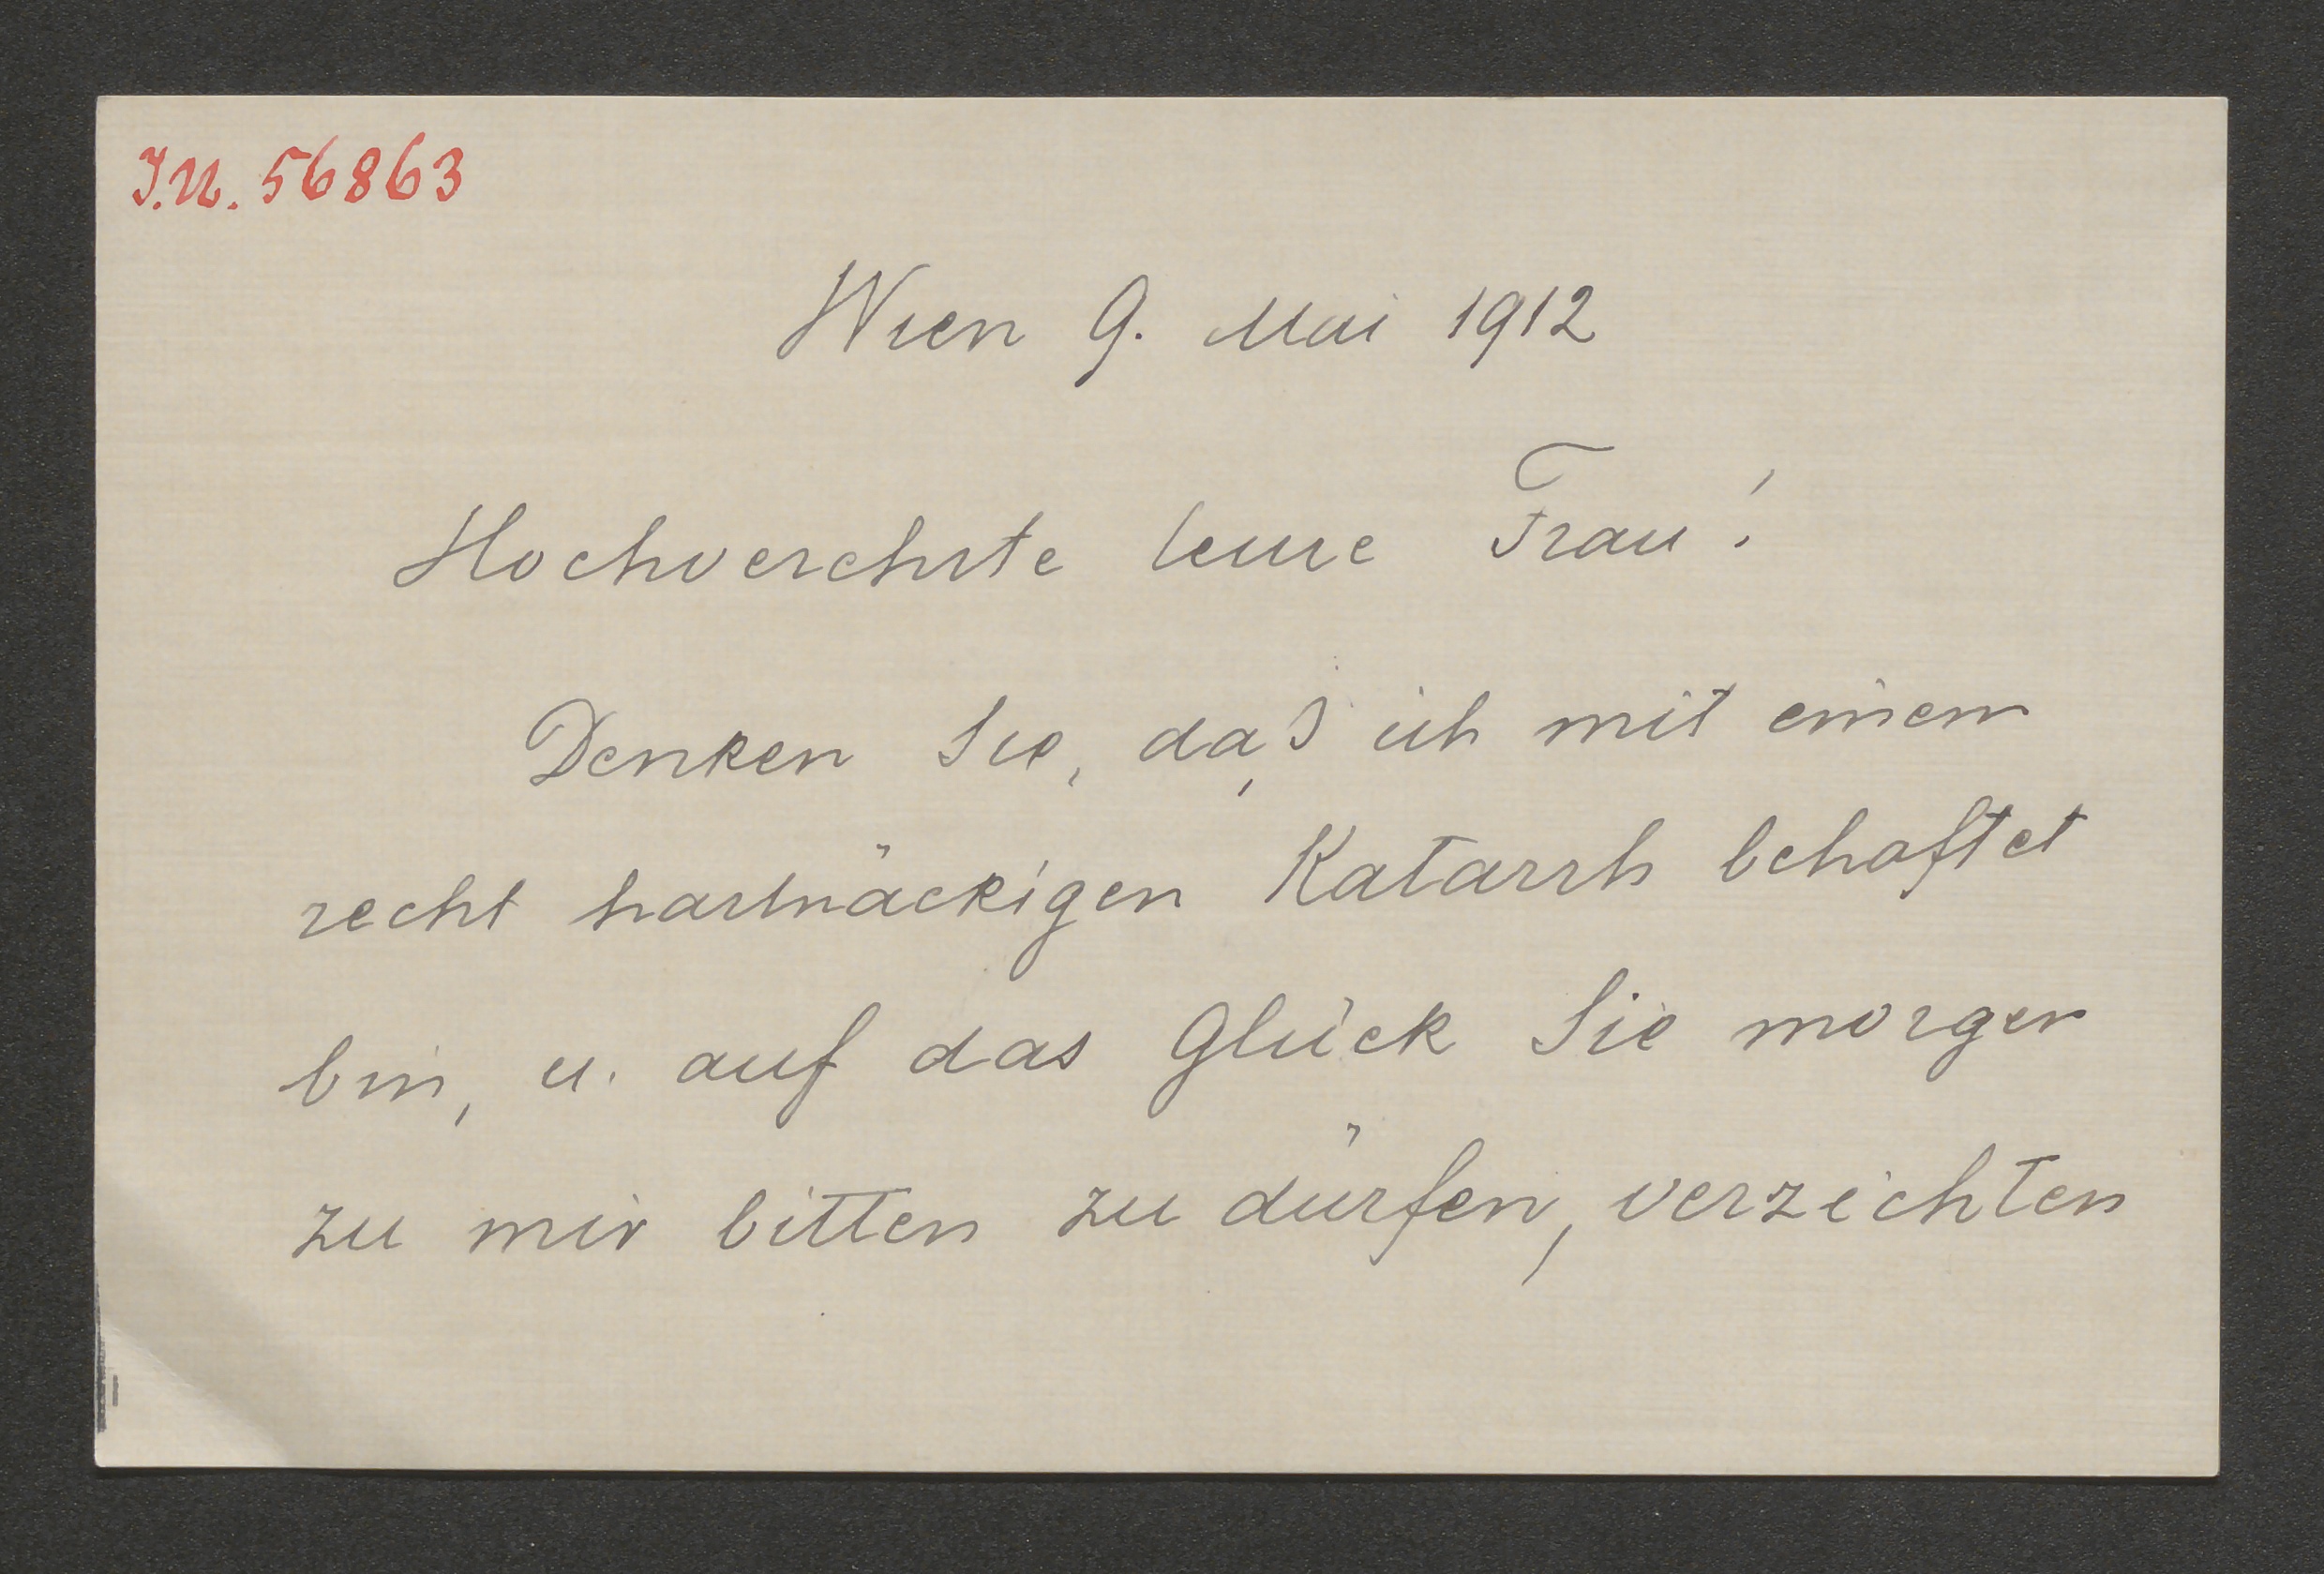 J.N. 56863
Wien 9. Mai 1912
Hochverehrte liebe Frau!
Denken Sie, daß ich mit einem
recht hartnäckigen Katarrh behaftet
bin, u. auf das Glück Sie morgen
zu mir bitten zu dürfen, verzichten